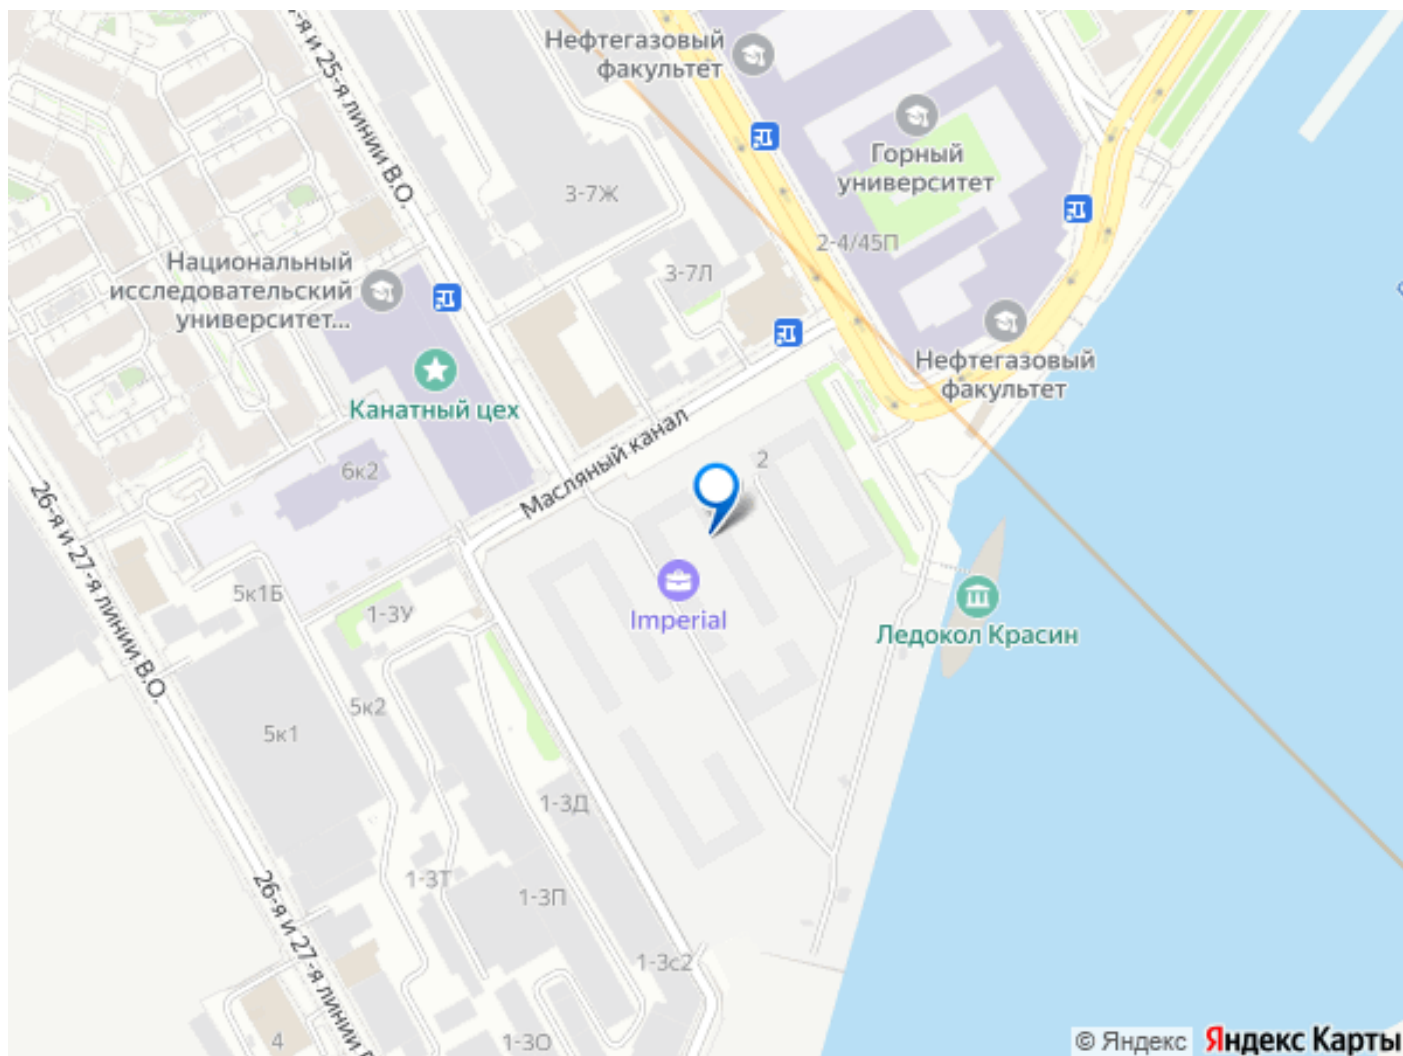 Нефтегазовый
факультет
Горный
университет
3-7Ж
2-4/45П
-я и 25-я линии В.О.
3-7Л
Национальный
исследовательский
университет...
Нефтегазовый
факультет
Канатный цех
Масляный канал
6к2
2
26-я и 27-я линии В.О.
5к1Б
1-3У
Imperial
Ледокол Красин
5к2
5к1
1-3Д
1-3Т
1-3П
26-я и 27-я линии
1-3с2
4
1-3О
© Яндекс Яндекс Карты